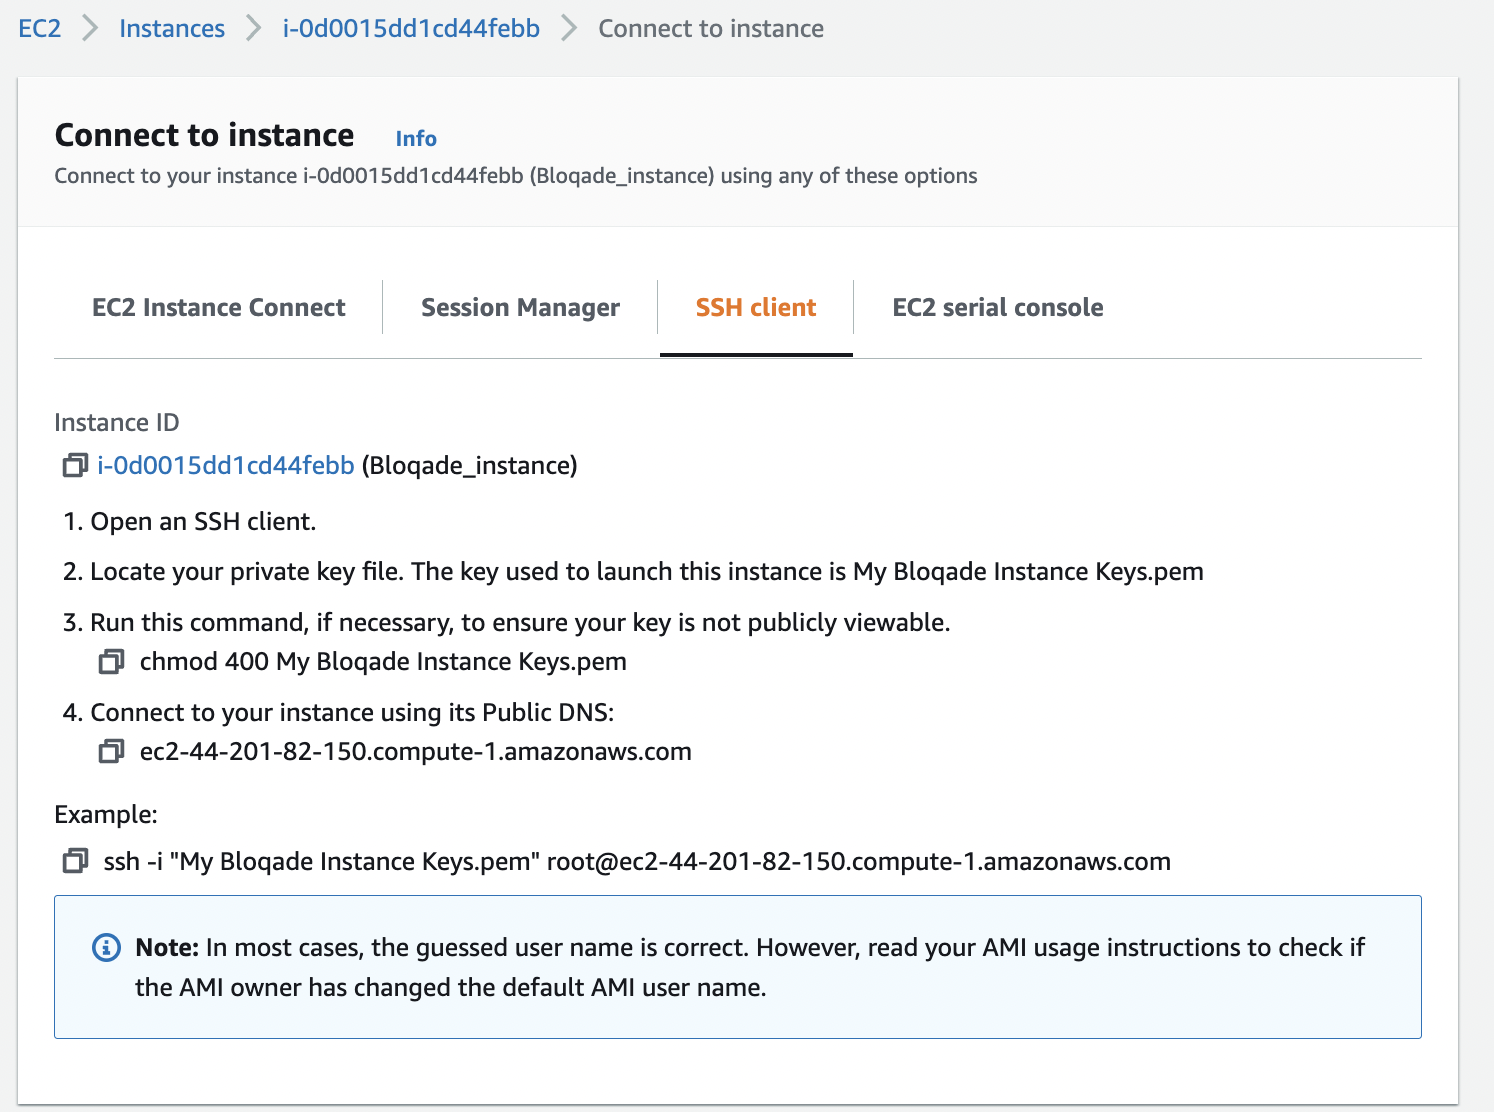 EC2 > Instances > i-0d0015dd1cd44febb > Connect to instance
Connect to instance Info
Connect to your instance i-0d0015dd1cd44febb (Bloqade_instance) using any of these options
EC2 Instance Connect Session Manager SSH client EC2 serial console
Instance ID
i-0d0015dd1cd44febb (Bloqade_instance)
1. Open an SSH client.
2. Locate your private key file. The key used to launch this instance is My Bloqade Instance Keys.pem
3. Run this command, if necessary, to ensure your key is not publicly viewable.
chmod 400 My Bloqade Instance Keys.pem
4. Connect to your instance using its Public DNS:
ec2-44-201-82-150.compute-1.amazonaws.com
Example:
ssh -i "My Bloqade Instance Keys.pem" root@ec2-44-201-82-150.compute-1.amazonaws.com
Note: In most cases, the guessed user name is correct. However, read your AMI usage instructions to check if
the AMI owner has changed the default AMI user name.